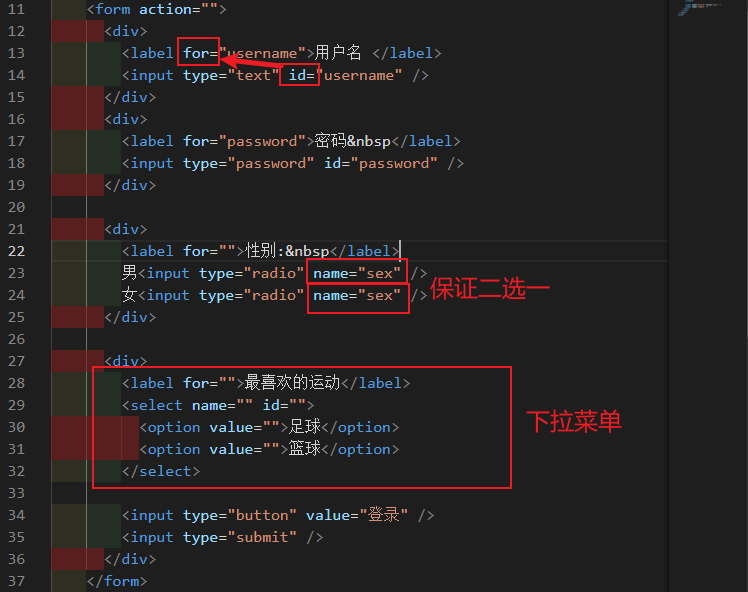 11 <form action="">
12 <div>
13 <label for="username">用户名 </label>
14 <input type="text" id="username" />
15 </div>
16 <div>
17 <label for="password">密码&nbsp</label>
18 <input type="password" id="password" />
19 </div>
20
21 <div>
22 <label for="">性别:&nbsp</label>
23 男<input type="radio" name="sex" />
24 女<input type="radio" name="sex" />
保证二选一
25 </div>
26
27 <div>
28 <label for="">最喜欢的运动</label>
29 <select name="" id="">
30 <option value="">足球</option>
下拉菜单
31 <option value="">篮球</option>
32 </select>
33
34 <input type="button" value="登录" />
35 <input type="submit" />
36 </div>
37 </form>